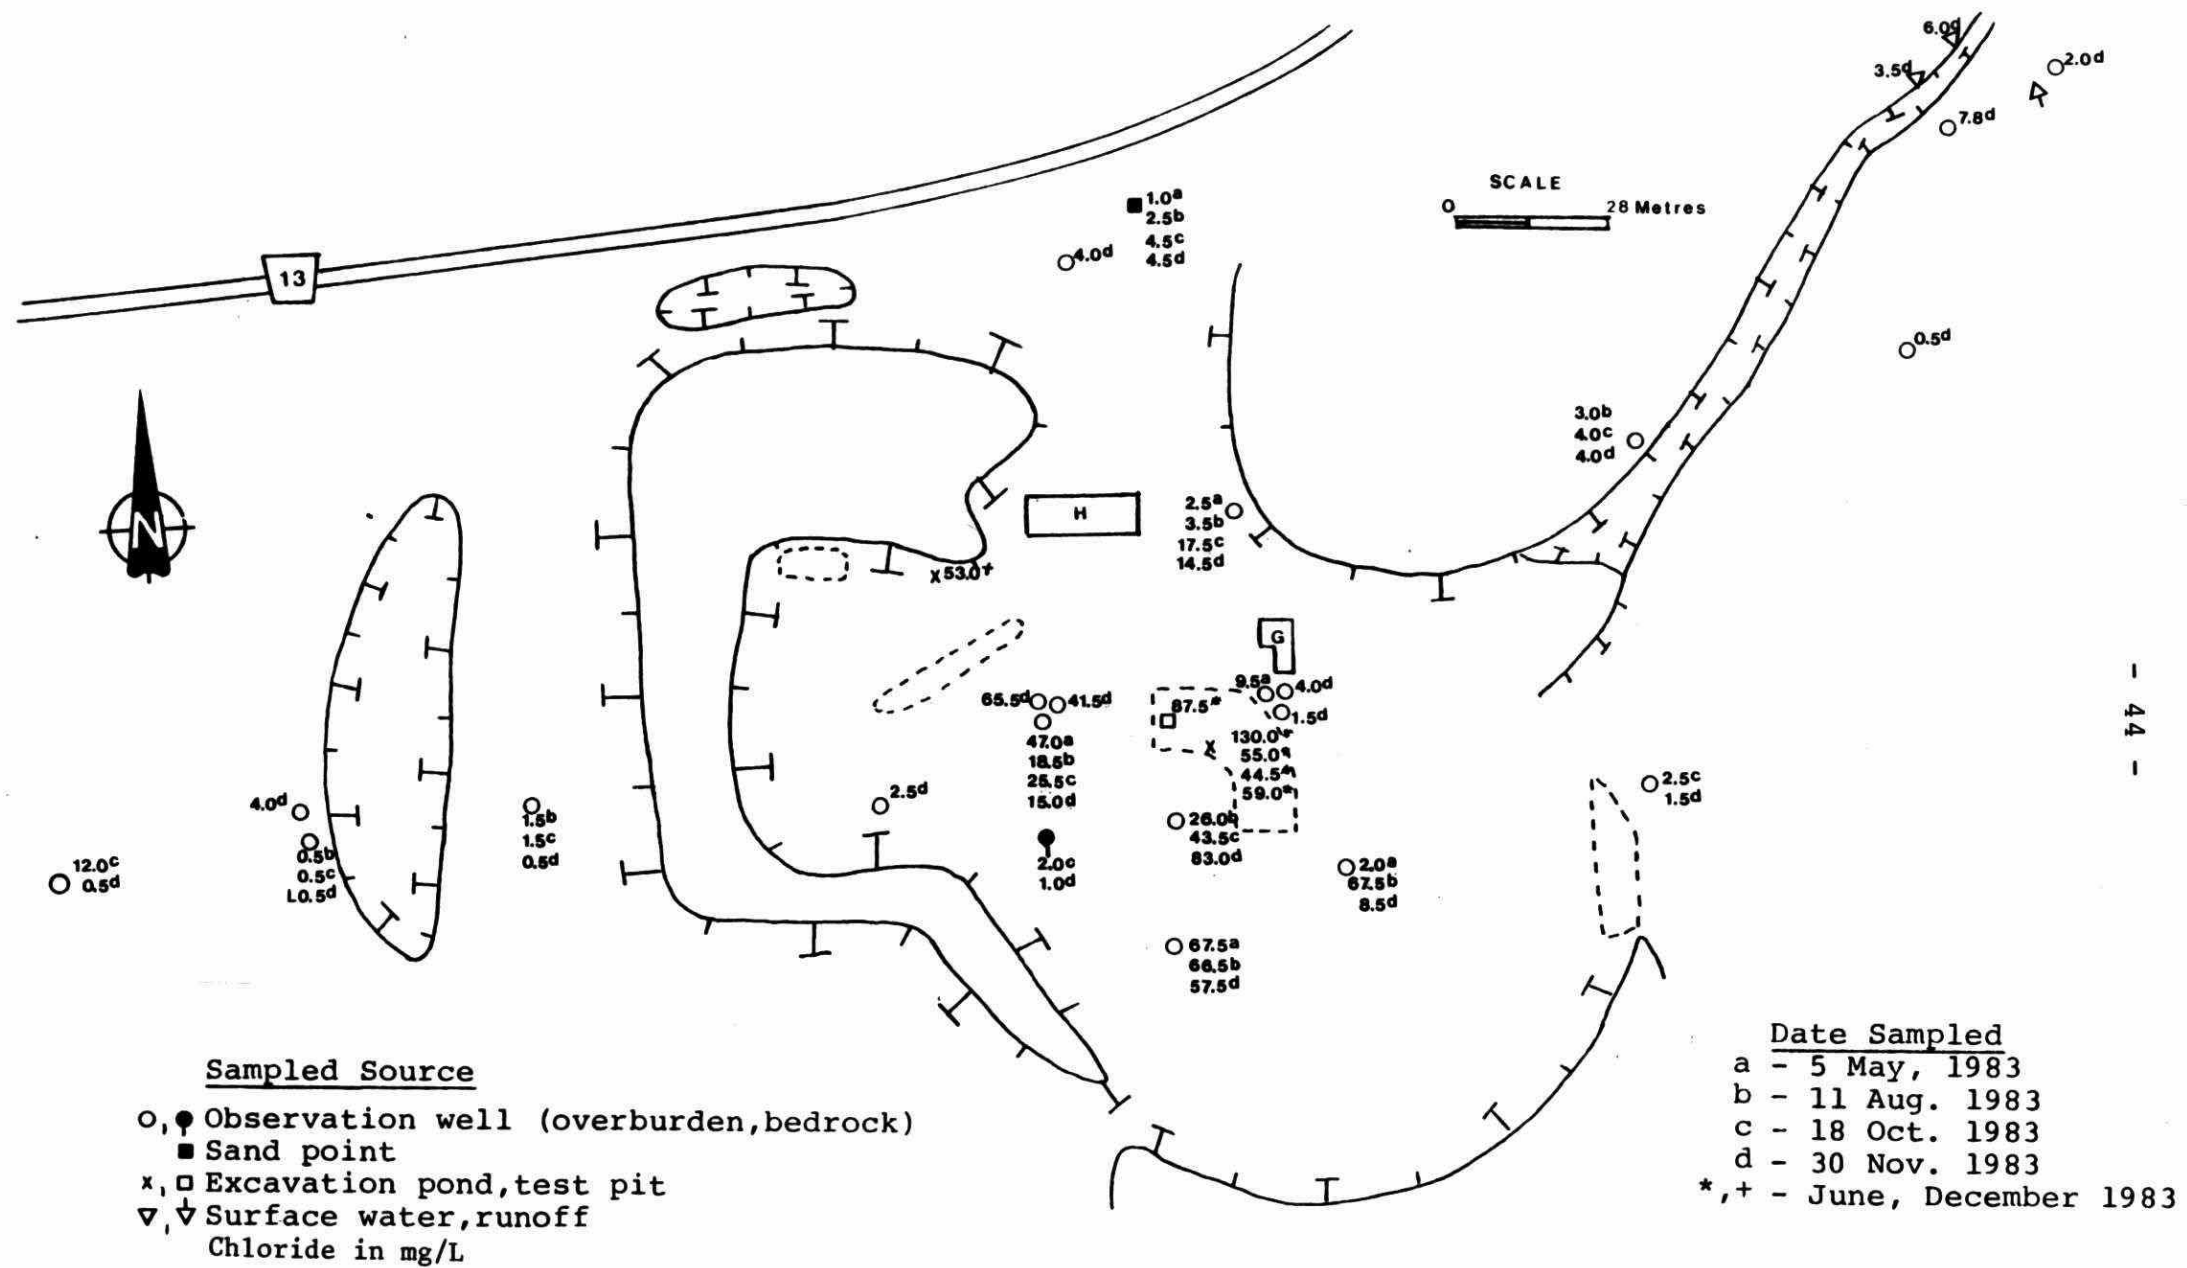 6.0d
3.5d
2.0d
7.8d
SCALE
0 28 Metres
1.0a
2.5b
4.5c
4.5d
4.0d
13
0.5d
3.0b
4.0c
4.0d
N
H
2.5a
3.5b
17.5c
14.5d
x 53.0+
G
9.5a
4.0d
1.5d
87.5*
65.5d
41.5d
47.0a
18.5b
25.5c
15.0d
x
130.0
55.0
44.5
59.0*
2.5c
1.5d
4.0d
0.5b
0.5c
L0.5d
1.5b
1.5c
0.5d
2.5d
26.0b
43.5c
83.0d
12.0c
0.5d
2.0c
1.0d
2.0a
67.5b
8.5d
67.5a
66.5b
57.5d
- 44 -
Sampled Source
Observation well (overburden,bedrock)
Sand point
x, Excavation pond,test pit
Surface water,runoff
Chloride in mg/L
Date Sampled
a - 5 May, 1983
b - 11 Aug. 1983
c - 18 Oct. 1983
d - 30 Nov. 1983
*,+ - June, December 1983